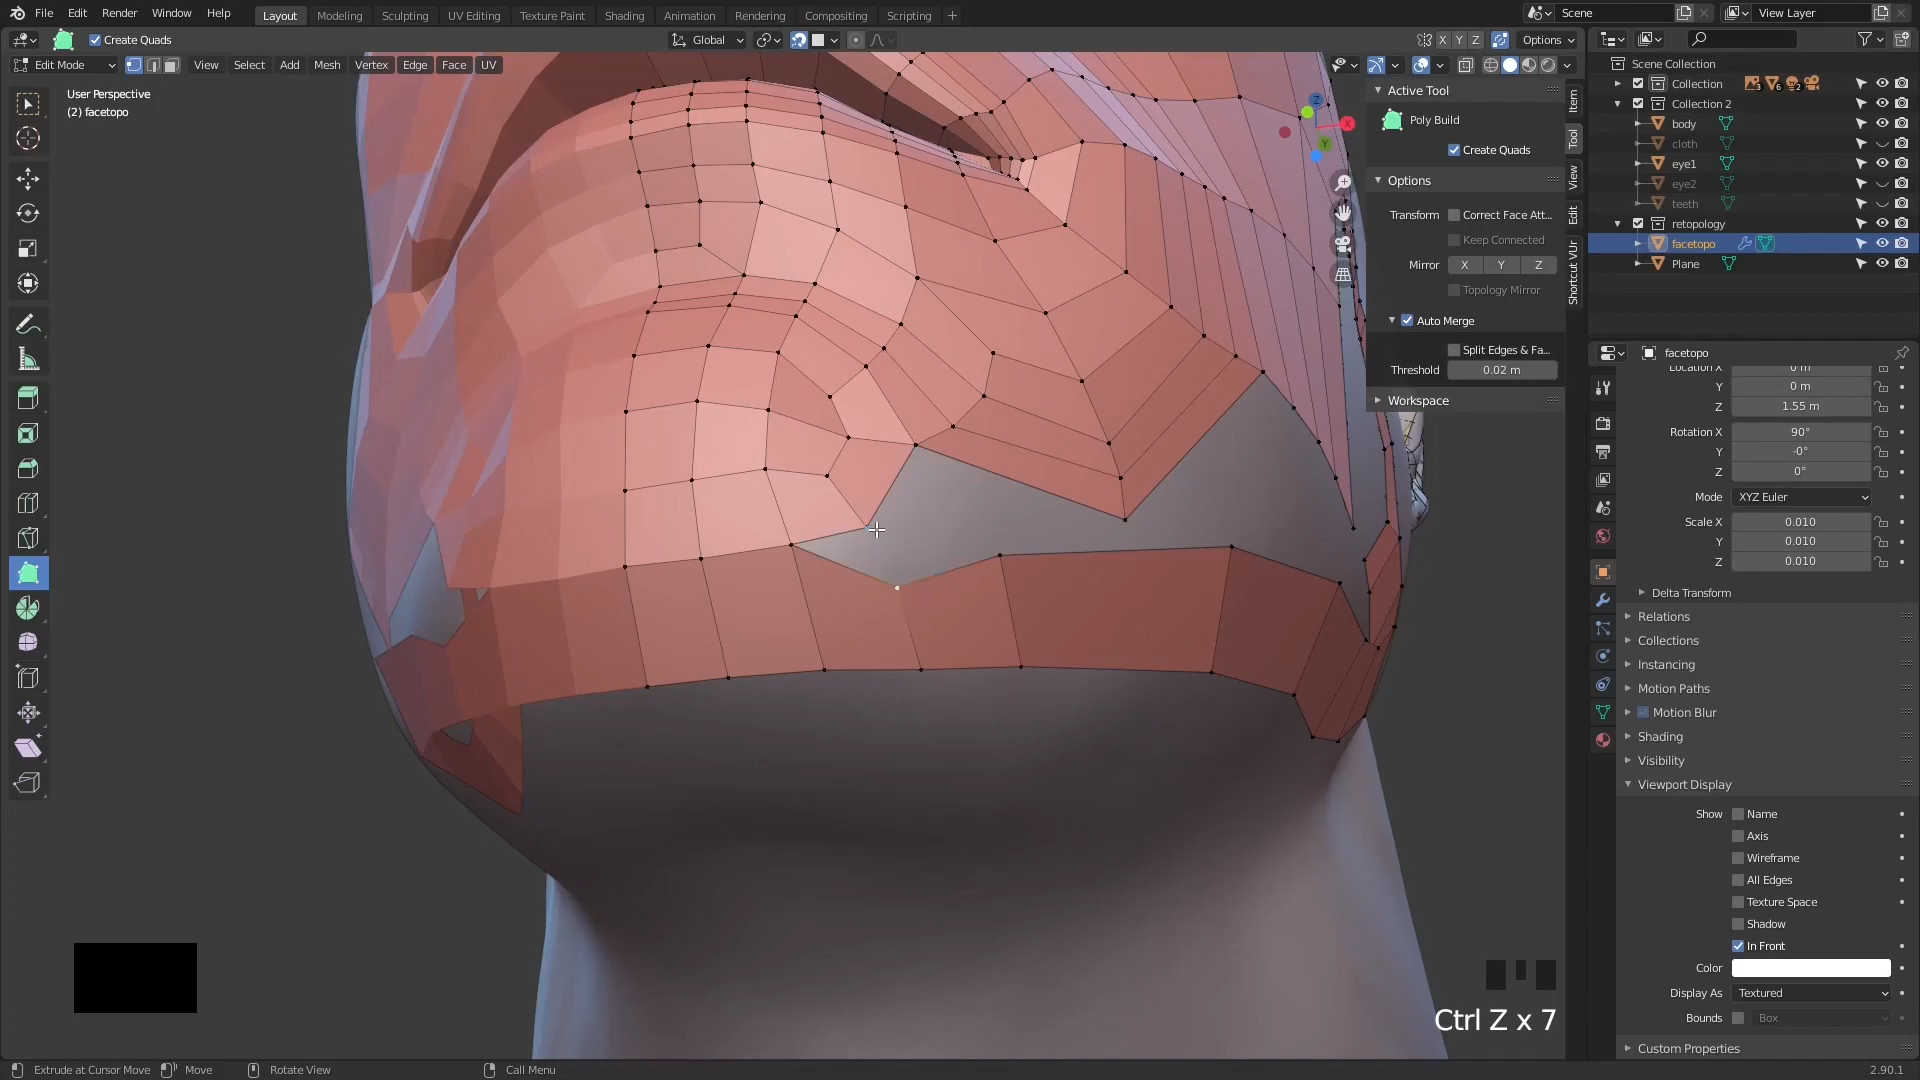 File Edit Render Window Help Layout Modeling Sculpting UV Editing Texture Paint Shading Animation Rendering Compositing Scripting + Scene View Layer
Create Quads Global X Y Z Options
Edit Mode View Select Add Mesh Vertex Edge Face UV
User Perspective
(2) facetopo
Z
X
Y
Item
Tool
View
Edit
Shortcut VUr
Active Tool
Poly Build
Create Quads
Options
Transform Correct Face Att...
Keep Connected
Mirror X Y Z
Topology Mirror
Auto Merge
Split Edges & Fa...
Threshold 0.02 m
Workspace
Scene Collection
Collection 3 6 2
Collection 2
body
cloth
eye1
eye2
teeth
retopology
facetopo
Plane
facetopo
Location X 0 m
Y 0 m
Z 1.55 m
Rotation X 90°
Y -0°
Z 0°
Mode XYZ Euler
Scale X 0.010
Y 0.010
Z 0.010
Delta Transform
Relations
Collections
Instancing
Motion Paths
Motion Blur
Shading
Visibility
Viewport Display
Show Name
Axis
Wireframe
All Edges
Texture Space
Shadow
In Front
Color
Display As Textured
Bounds Box
Custom Properties
Ctrl Z x 7
Extrude at Cursor Move Move Rotate View Call Menu 2.90.1